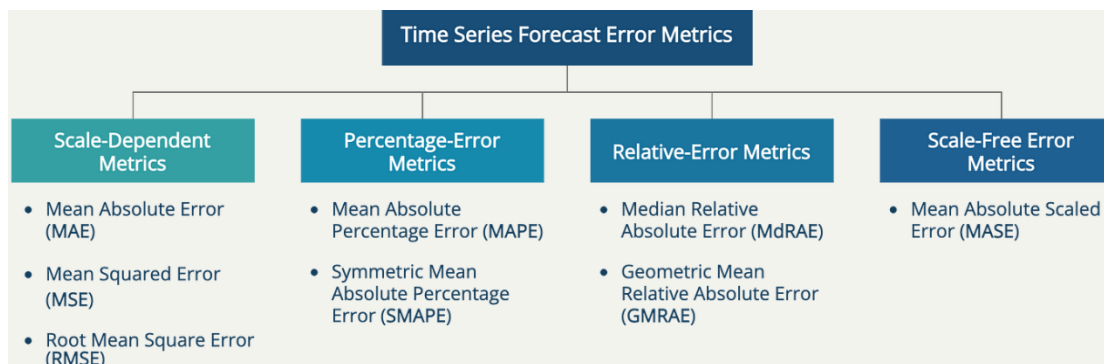 Time Series Forecast Error Metrics
Scale-Dependent
Metrics
• Mean Absolute Error
(MAE)
• Mean Squared Error
(MSE)
• Root Mean Square Error
(RMSE)
Percentage-Error
Metrics
• Mean Absolute
Percentage Error (MAPE)
• Symmetric Mean
Absolute Percentage
Error (SMAPE)
Relative-Error Metrics
• Median Relative
Absolute Error (MdRAE)
• Geometric Mean
Relative Absolute Error
(GMRAE)
Scale-Free Error
Metrics
• Mean Absolute Scaled
Error (MASE)